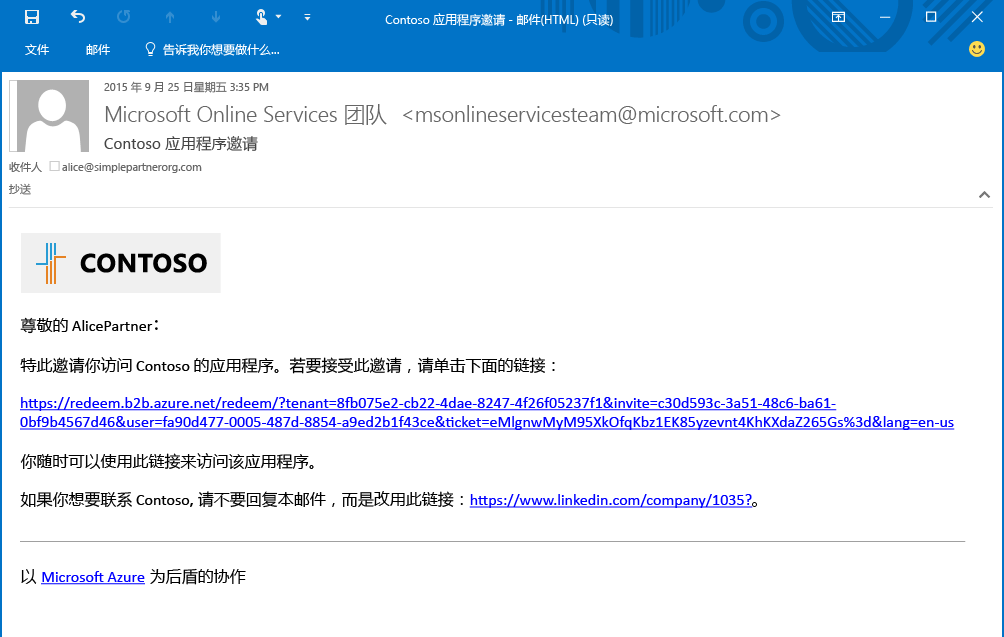 Contoso 应用程序邀请 - 邮件(HTML) (只读)
文件 邮件 告诉我你想要做什么...
2015 年 9 月 25 日星期五 3:35 PM
Microsoft Online Services 团队 <msonlineservicesteam@microsoft.com>
Contoso 应用程序邀请
收件人 alice@simplepartnerorg.com
抄送
CONTOSO
尊敬的 AlicePartner：
特此邀请你访问 Contoso 的应用程序。若要接受此邀请，请单击下面的链接：
https://redeem.b2b.azure.net/redeem/?tenant=8fb075e2-cb22-4dae-8247-4f26f05237f1&invite=c30d593c-3a51-48c6-ba61-
0bf9b4567d46&user=fa90d477-0005-487d-8854-a9ed2b1f43ce&ticket=eMlgnwMyM95XkOfqKbz1EK85yzevnt4KhKXdaZ265Gs%3d&lang=en-us
你随时可以使用此链接来访问该应用程序。
如果你想要联系 Contoso, 请不要回复本邮件，而是改用此链接：https://www.linkedin.com/company/1035?。
以 Microsoft Azure 为后盾的协作